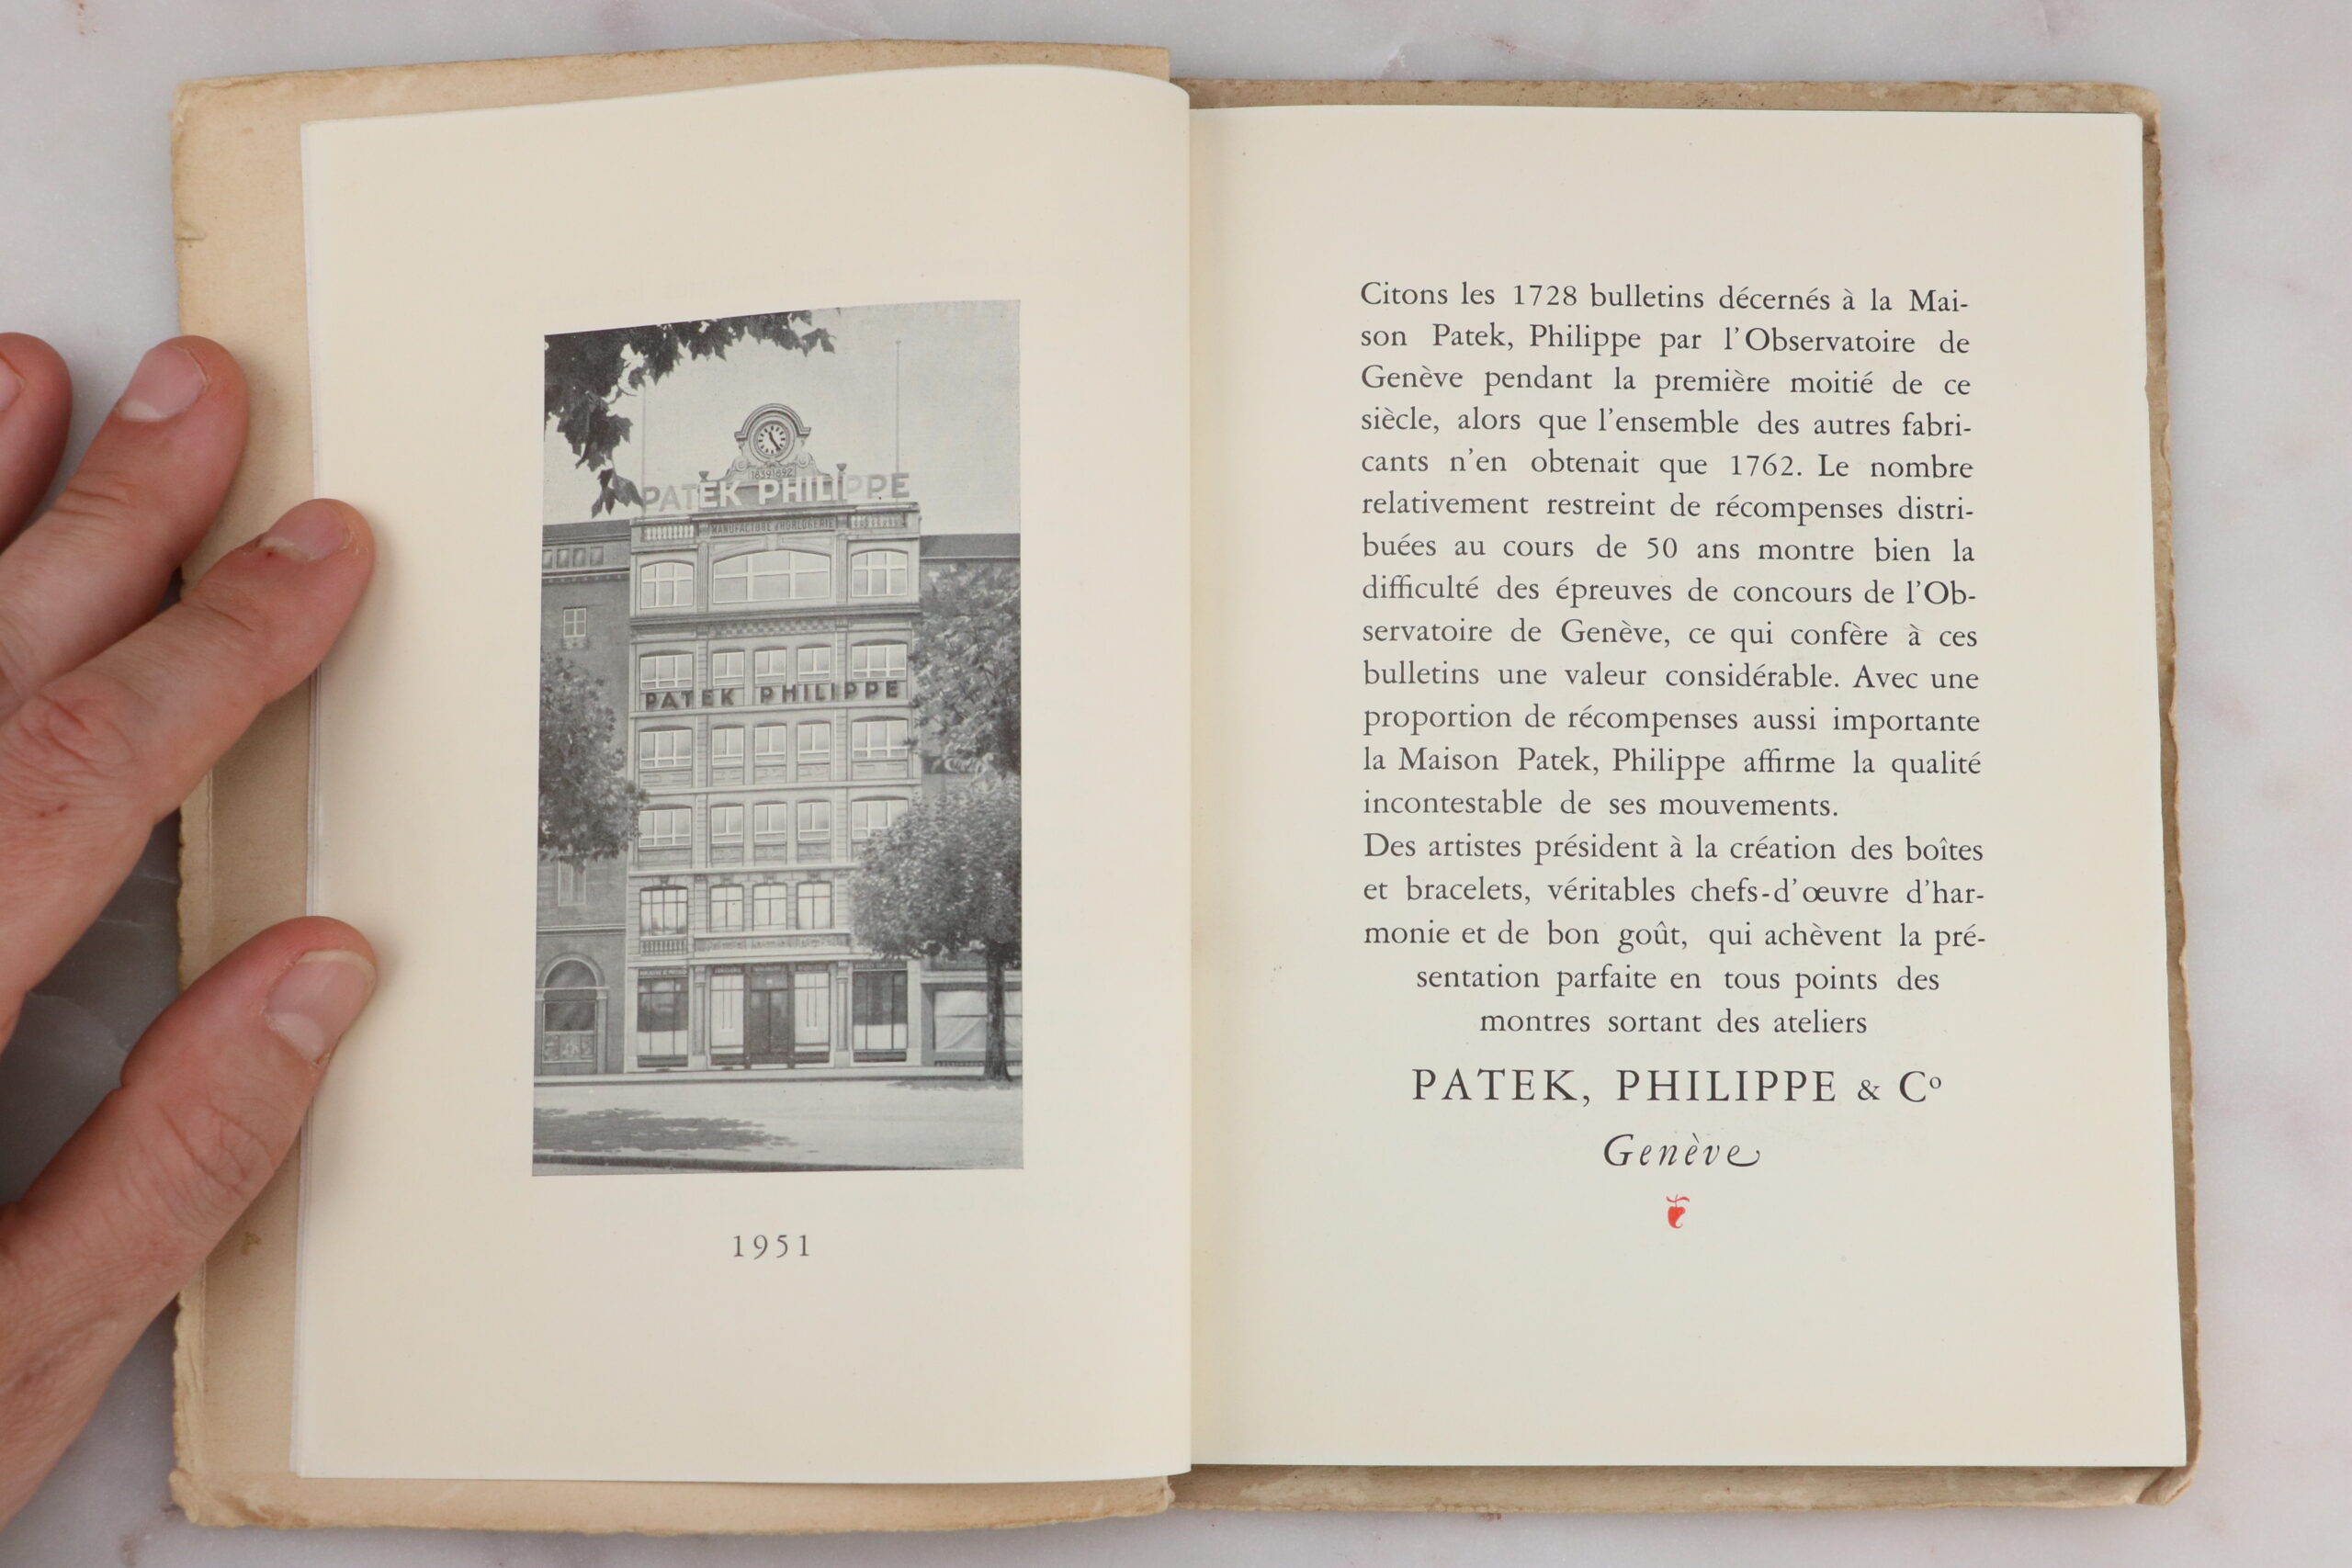 1839 1892
PATEK PHILIPPE
MANUFACTURE D'HORLOGERIE
PATEK PHILIPPE
1951
Citons les 1728 bulletins décernés à la Mai-
son Patek, Philippe par l'Observatoire de
Genève pendant la première moitié de ce
siècle, alors que l'ensemble des autres fabri-
cants n'en obtenait que 1762. Le nombre
relativement restreint de récompenses distri-
buées au cours de 50 ans montre bien la
difficulté des épreuves de concours de l'Ob-
servatoire de Genève, ce qui confère à ces
bulletins une valeur considérable. Avec une
proportion de récompenses aussi importante
la Maison Patek, Philippe affirme la qualité
incontestable de ses mouvements.
Des artistes président à la création des boîtes
et bracelets, véritables chefs-d'œuvre d'har-
monie et de bon goût, qui achèvent la pré-
sentation parfaite en tous points des
montres sortant des ateliers
PATEK, PHILIPPE & Cº
Genève